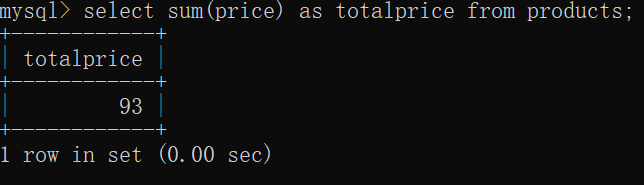 mysql> select sum(price) as totalprice from products;
+------------+
| totalprice |
+------------+
|         93 |
+------------+
1 row in set (0.00 sec)